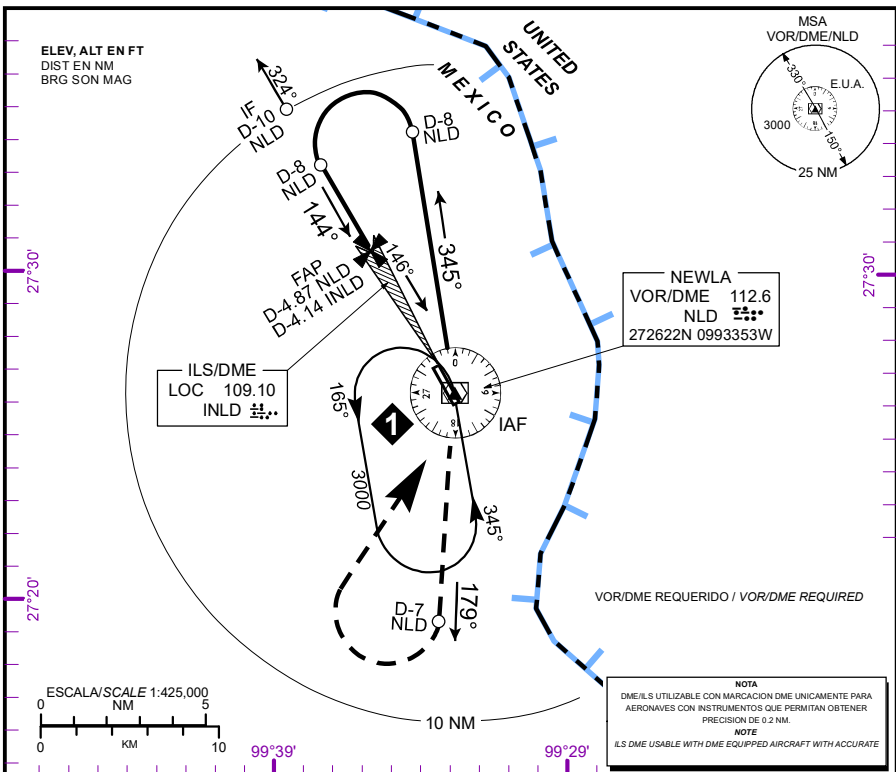 ELEV, ALT EN FT
DIST EN NM
BRG SON MAG
324°
IF
D-10
NLD
D-8
NLD
D-8
NLD
144°
146°
345°
FAP
D-4.87 NLD
D-4.14 INLD
UNITED
STATES
MEXICO
MSA
VOR/DME/NLD
330°
E.U.A.
3000
150°
25 NM
27°30'
27°30'
NEWLA
VOR/DME 112.6
NLD
272622N 0993353W
ILS/DME
LOC 109.10
INLD
0
9
18
27
IAF
165°
1
3000
345°
27°20'
D-7
NLD
179°
VOR/DME REQUERIDO / VOR/DME REQUIRED
ESCALA/SCALE 1:425,000
0 NM 5
0 KM 10
10 NM
99°39'
99°29'
NOTA
DME/ILS UTILIZABLE CON MARCACION DME UNICAMENTE PARA
AERONAVES CON INSTRUMENTOS QUE PERMITAN OBTENER
PRECISION DE 0.2 NM.
NOTE
ILS DME USABLE WITH DME EQUIPPED AIRCRAFT WITH ACCURATE